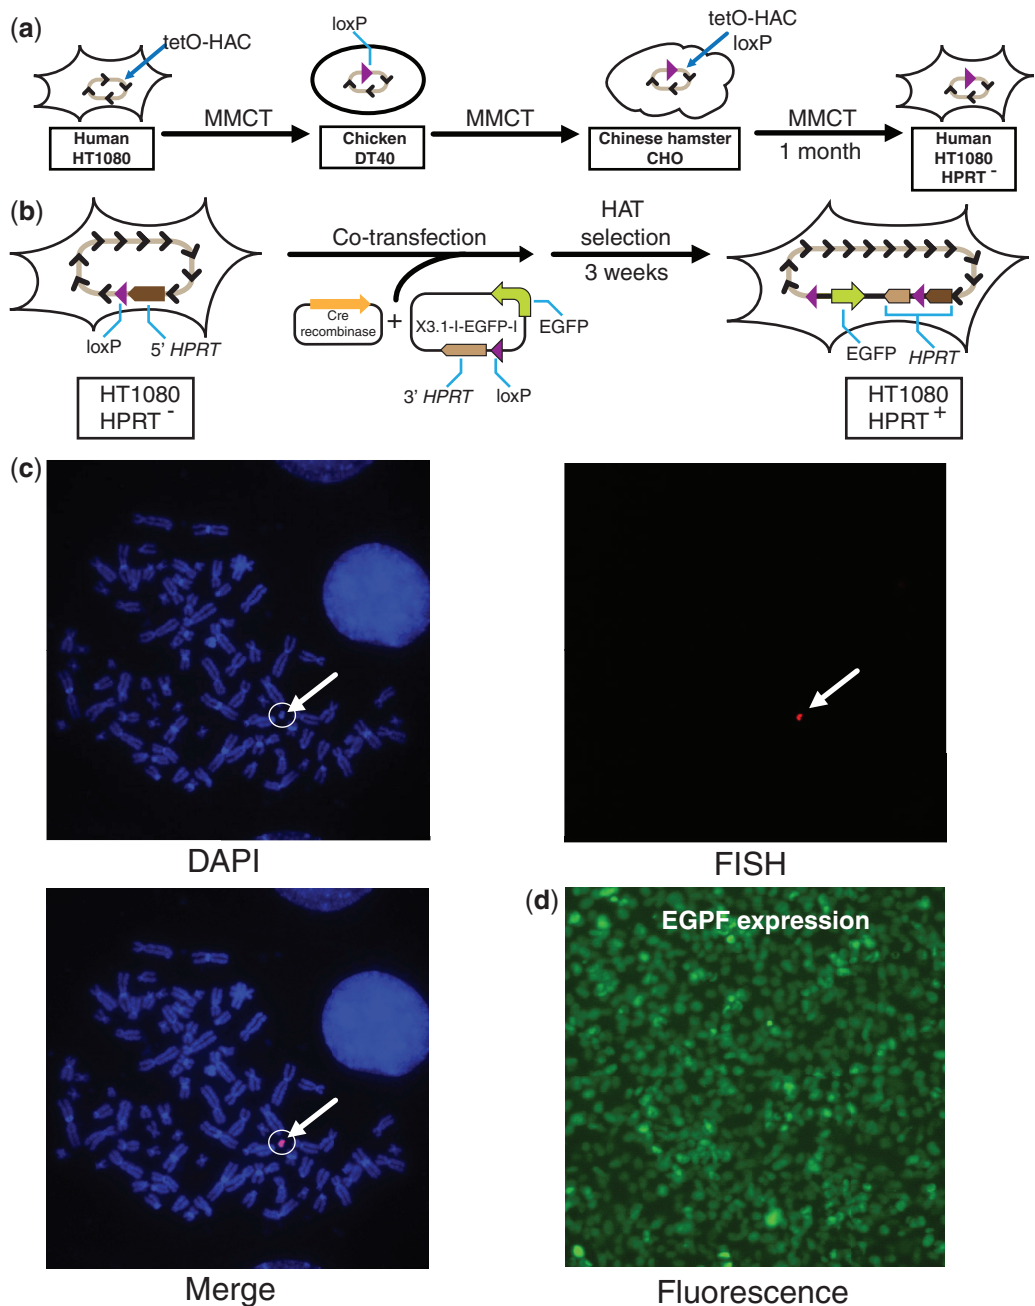 (a)
tetO-HAC
loxP
tetO-HAC
loxP
MMCT
MMCT
MMCT
1 month
Human
HT1080
Chicken
DT40
Chinese hamster
CHO
Human
HT1080
HPRT -
(b)
Co-transfection
HAT
selection
3 weeks
Cre
recombinase
+
X3.1-I-EGFP-I
EGFP
loxP
5' HPRT
3' HPRT
loxP
EGFP
HPRT
HT1080
HPRT -
HT1080
HPRT +
(c)
DAPI
FISH
Merge
(d)
EGPF expression
Fluorescence